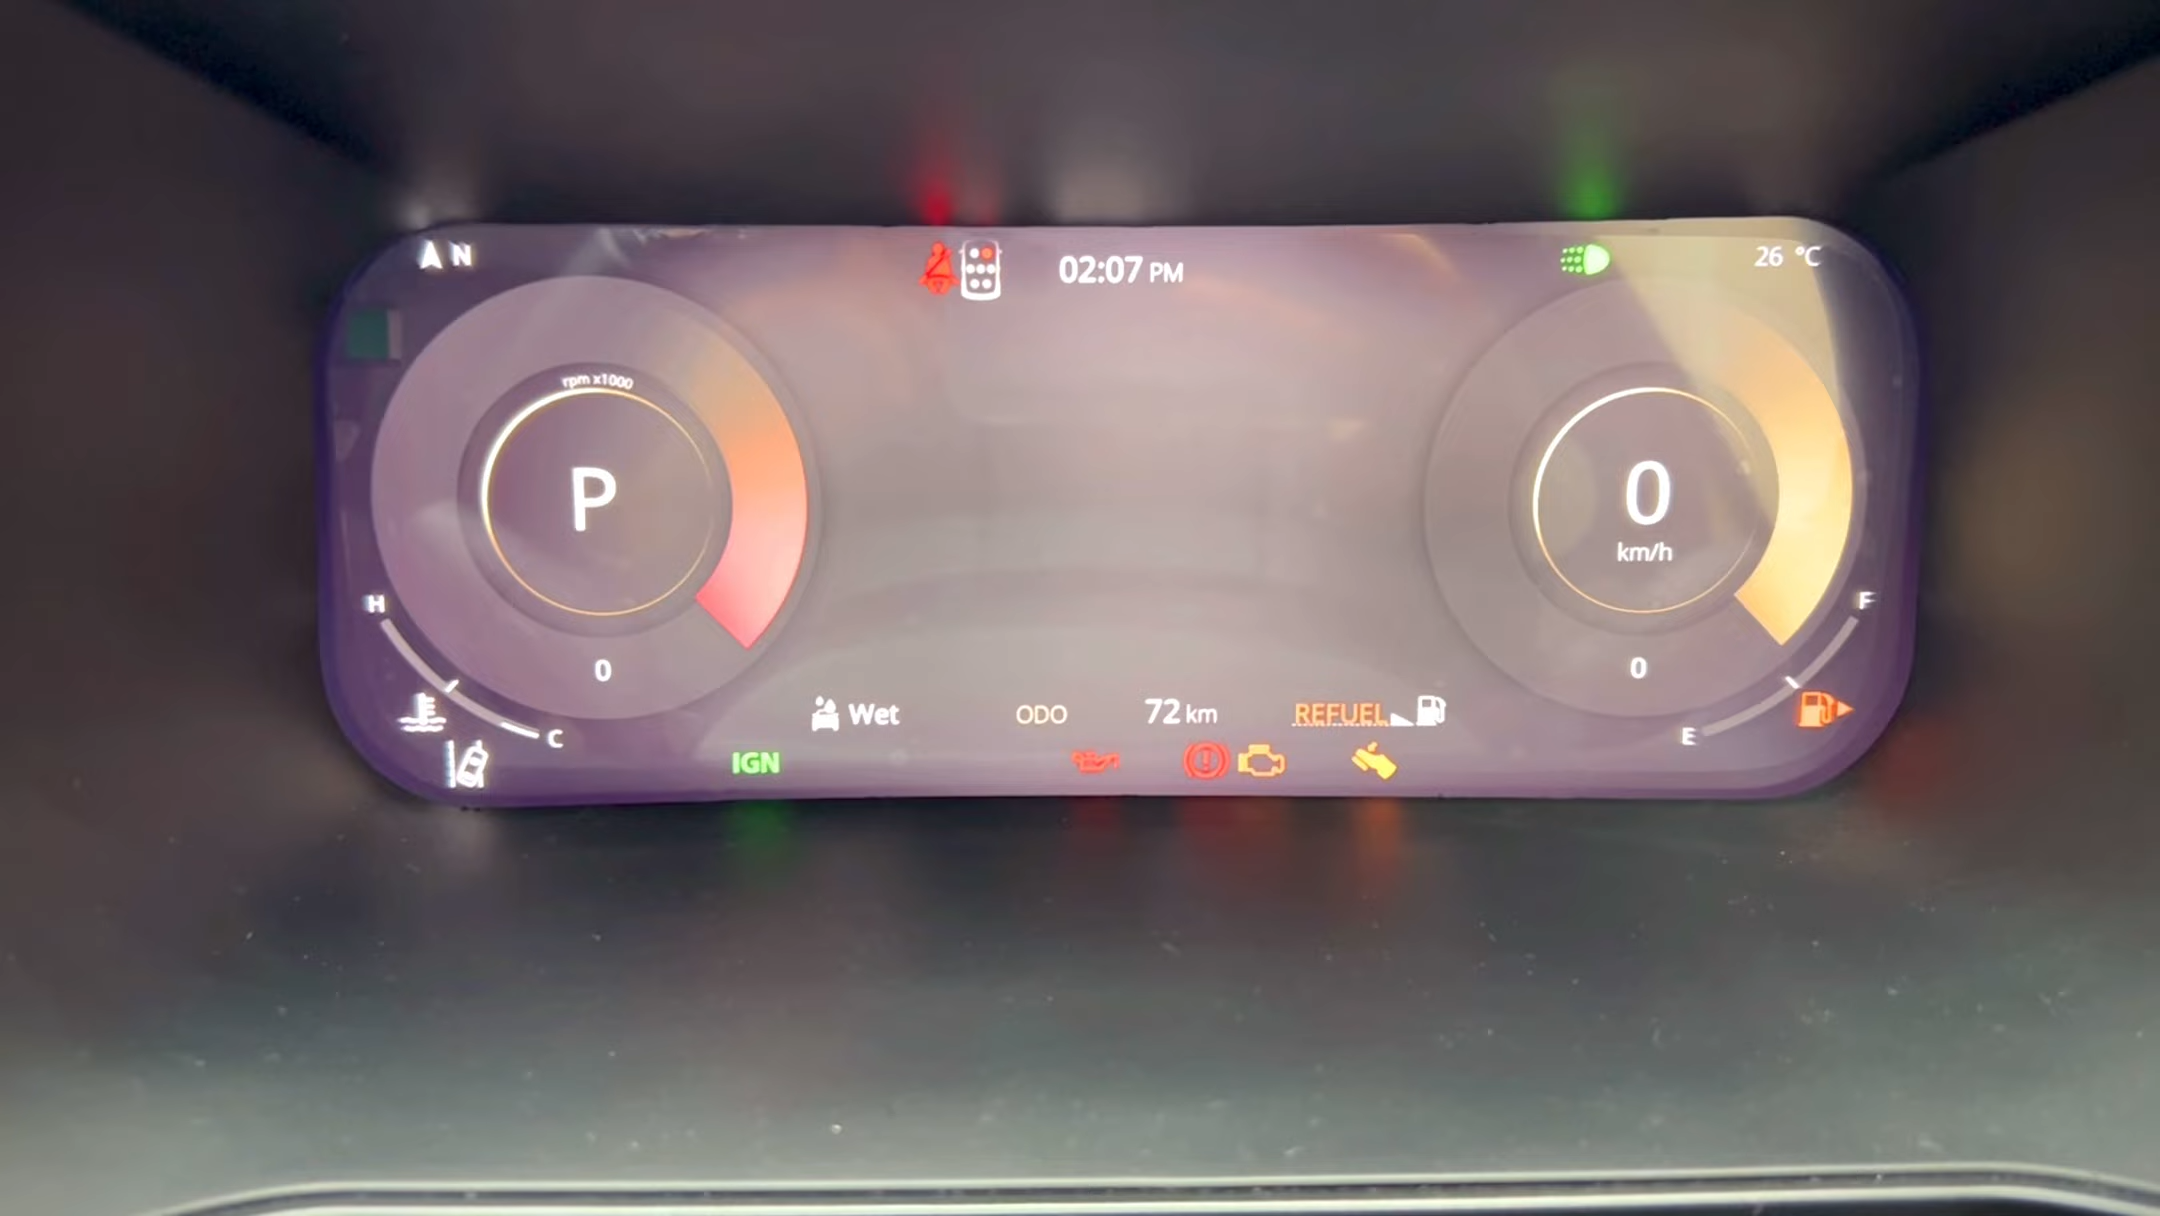 N
02:07 PM
26 °C
rpm x1000
P
0
km/h
H
F
0
0
C
Wet
ODO
72 km
REFUEL
E
IGN